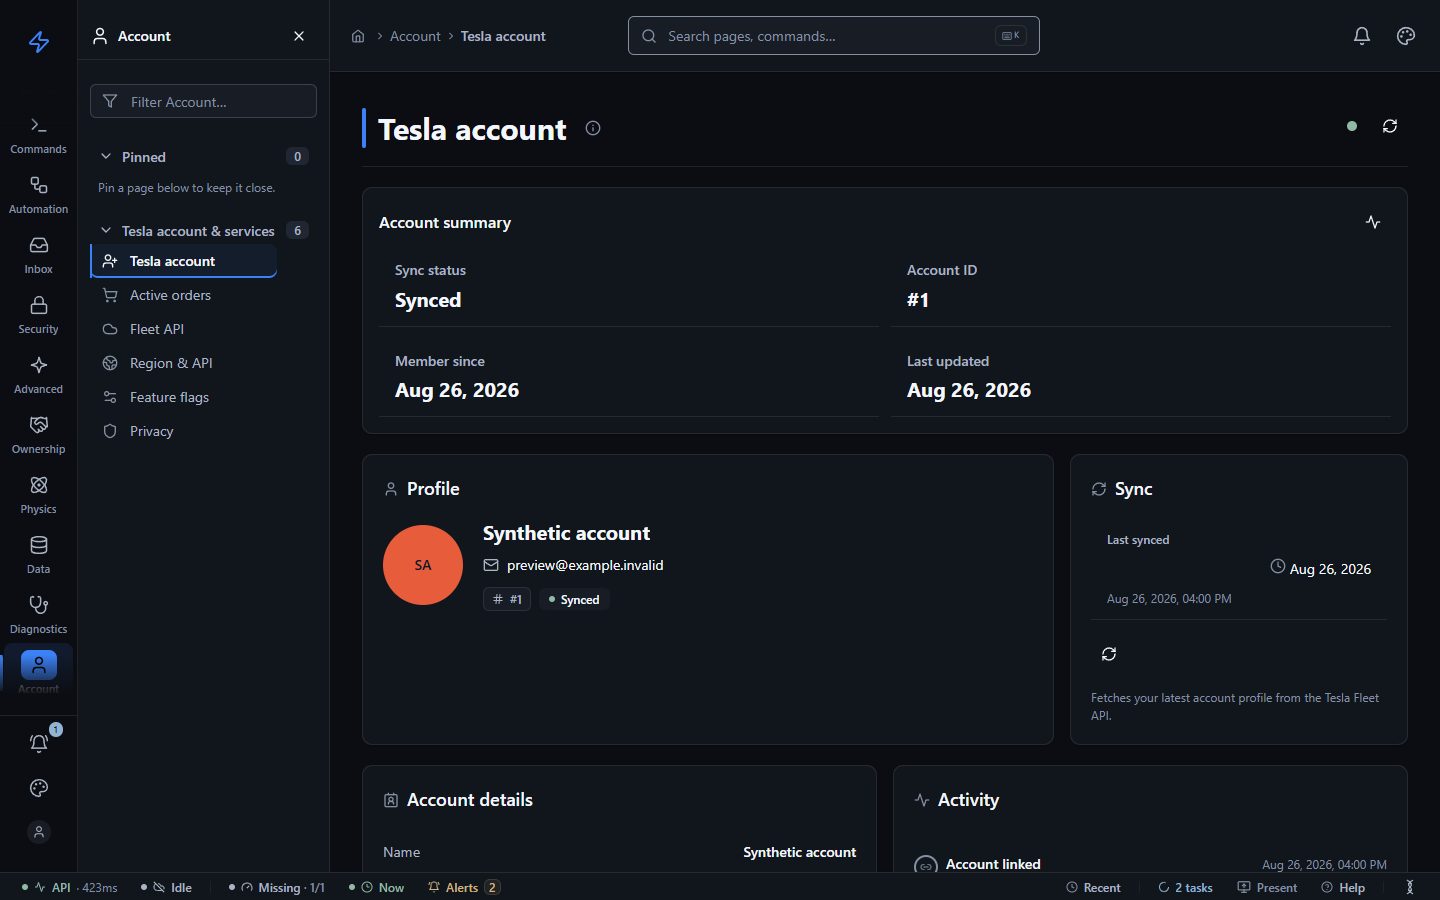 Account
Account
Tesla account
Search pages, commands...
K
Filter Account...
Commands
Automation
Inbox
Security
Advanced
Ownership
Physics
Data
Diagnostics
Account
1
Pinned
0
Pin a page below to keep it close.
Tesla account & services
6
Tesla account
Active orders
Fleet API
Region & API
Feature flags
Privacy
Tesla account
Account summary
Sync status
Synced
Account ID
#1
Member since
Aug 26, 2026
Last updated
Aug 26, 2026
Profile
SA
Synthetic account
preview@example.invalid
#1
Synced
Sync
Last synced
Aug 26, 2026
Aug 26, 2026, 04:00 PM
Fetches your latest account profile from the Tesla Fleet
API.
Account details
Name
Synthetic account
Activity
Account linked
Aug 26, 2026, 04:00 PM
API · 423ms
Idle
Missing · 1/1
Now
Alerts 2
Recent
2 tasks
Present
Help